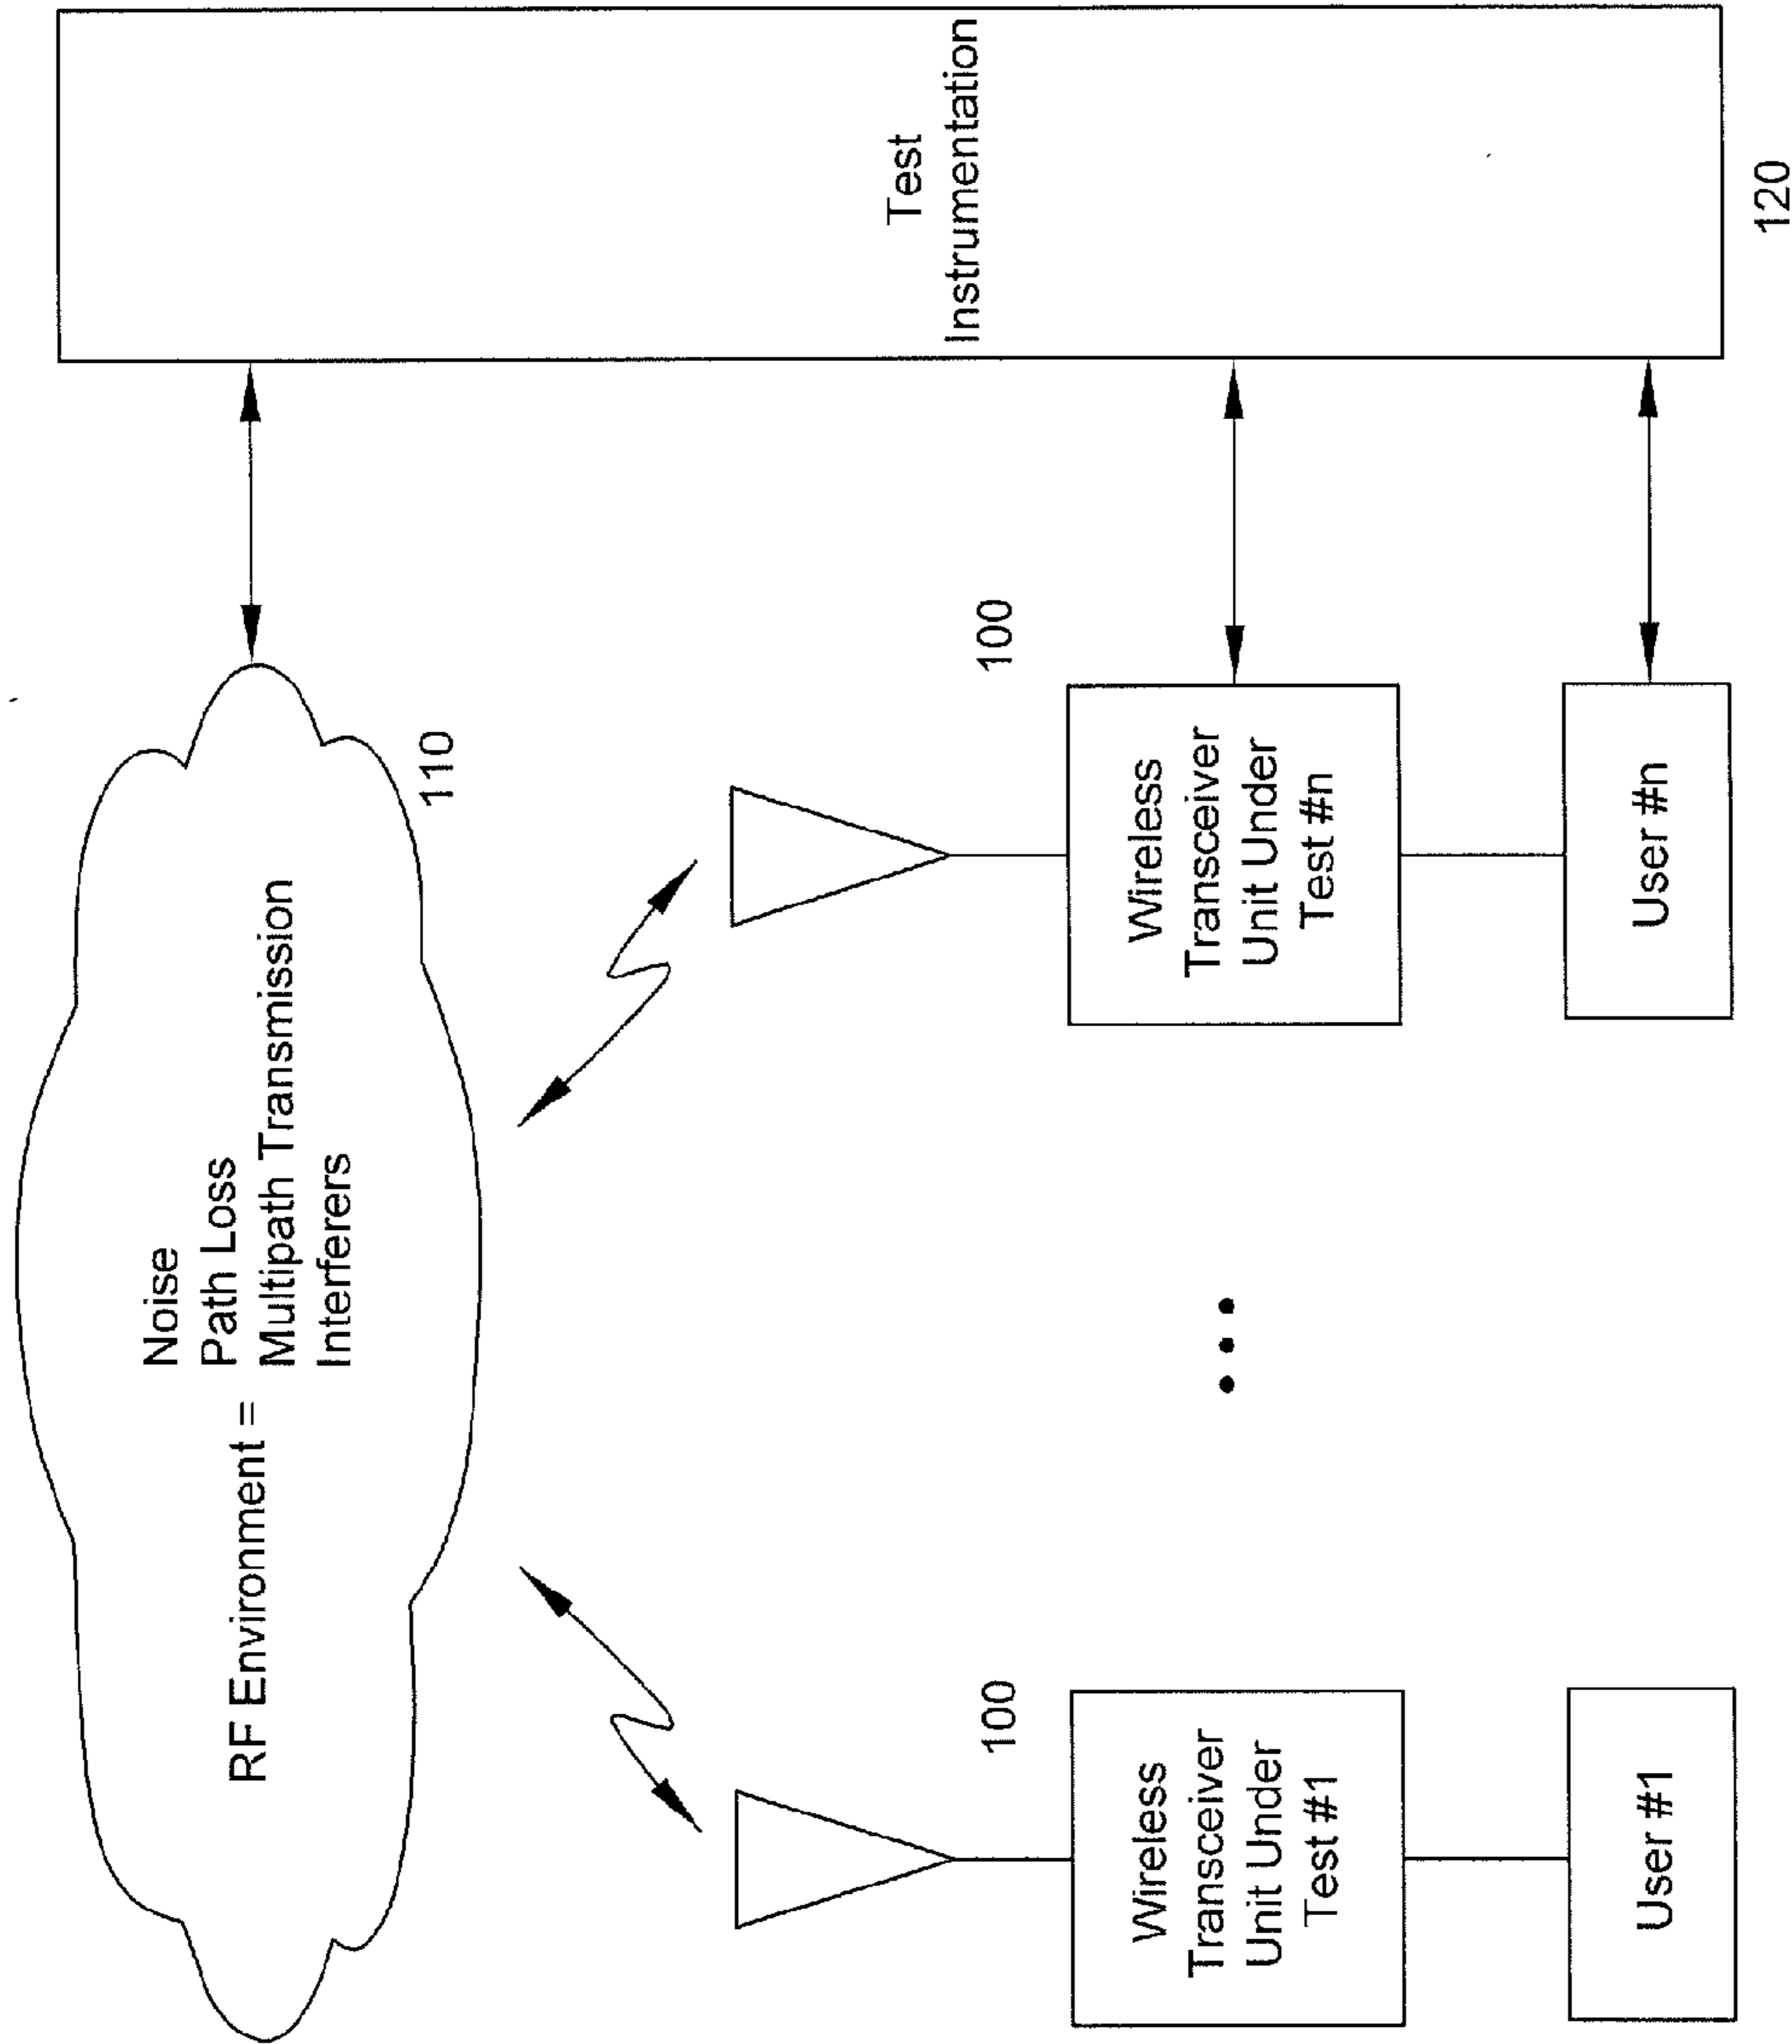 Noise
Path Loss
RF Environment =
Multipath Transmission
Interferers
110
100
Wireless
Transceiver
Unit Under
Test #1
User #1
100
Wireless
Transceiver
Unit Under
Test #n
User #n
Test
Instrumentation
120